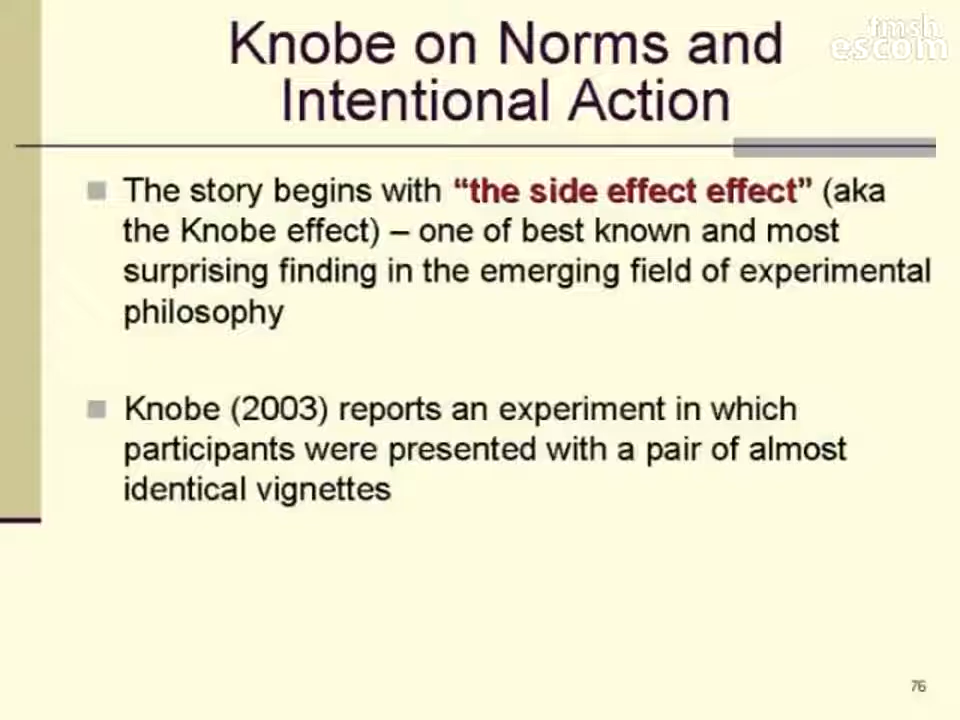 Knobe on Norms and
Intentional Action
fmsh
escom
The story begins with “the side effect effect” (aka
the Knobe effect) – one of best known and most
surprising finding in the emerging field of experimental
philosophy
Knobe (2003) reports an experiment in which
participants were presented with a pair of almost
identical vignettes
76